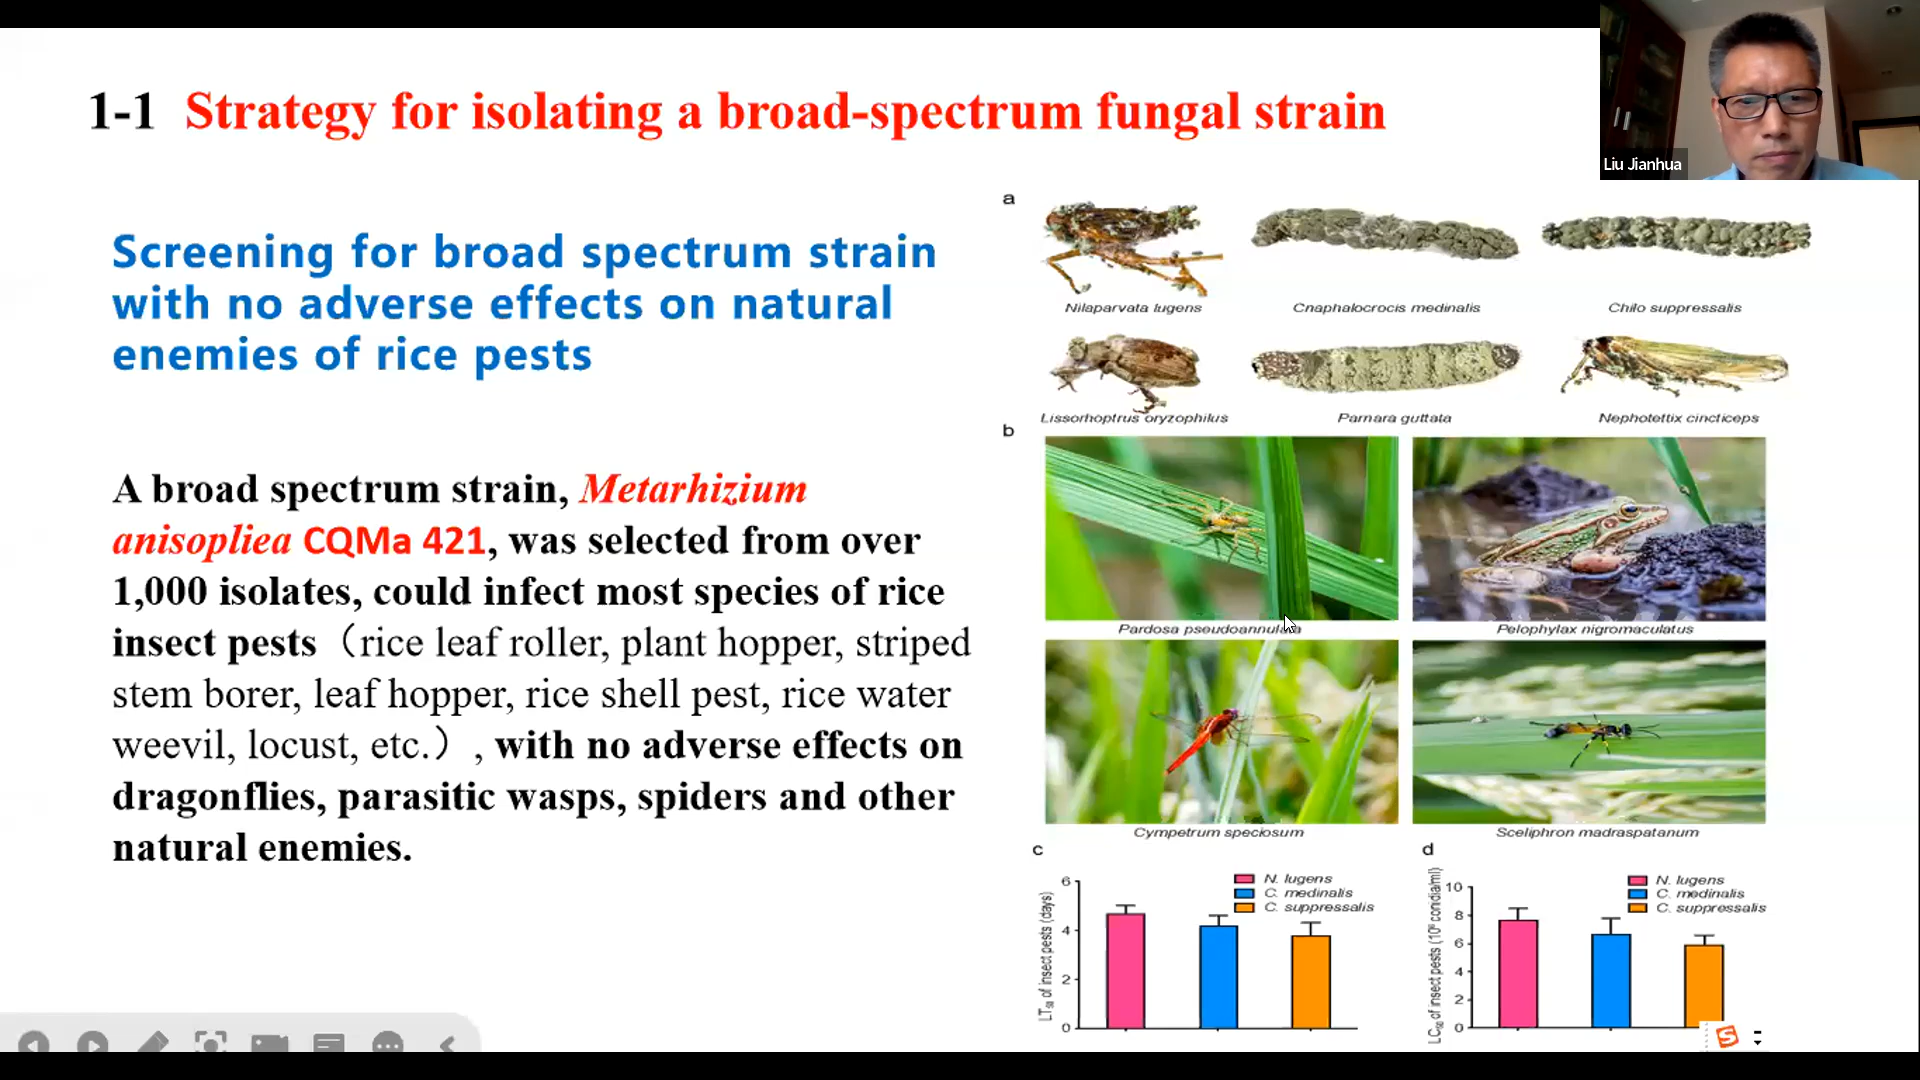 1-1 Strategy for isolating a broad-spectrum fungal strain
Liu Jianhua
Screening for broad spectrum strain
with no adverse effects on natural
enemies of rice pests
A broad spectrum strain, Metarhizium
anisopliea CQMa 421, was selected from over
1,000 isolates, could infect most species of rice
insect pests（rice leaf roller, plant hopper, striped
stem borer, leaf hopper, rice shell pest, rice water
weevil, locust, etc.）, with no adverse effects on
dragonflies, parasitic wasps, spiders and other
natural enemies.
a
Nilaparvata lugens
Cnaphalocrocis medinalis
Chilo suppressalis
Lissorhoptrus oryzophilus
Parnara guttata
Nephotettix cincticeps
b
Pardosa pseudoannulata
Pelophylax nigromaculatus
Cympetrum speciosum
Sceliphron madraspatanum
c
LT50 of insect pests (days)
6
4
2
0
N. lugens
C. medinalis
C. suppressalis
d
LC50 of insect pests (10⁶ conidia/ml)
10
8
6
4
2
0
N. lugens
C. medinalis
C. suppressalis
S